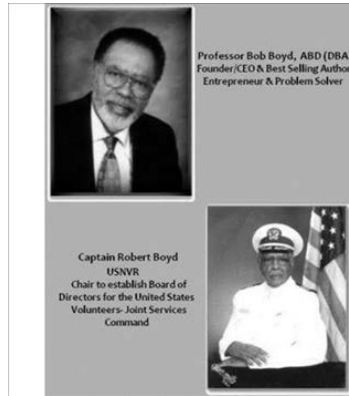 Professor Bob Boyd, ABD (DBA
Founder/CEO & Best Selling Author
Entrepreneur & Problem Solver
Captain Robert Boyd
USNVR
Chair to establish Board of
Directors for the United States
Volunteers-Joint Services
Command